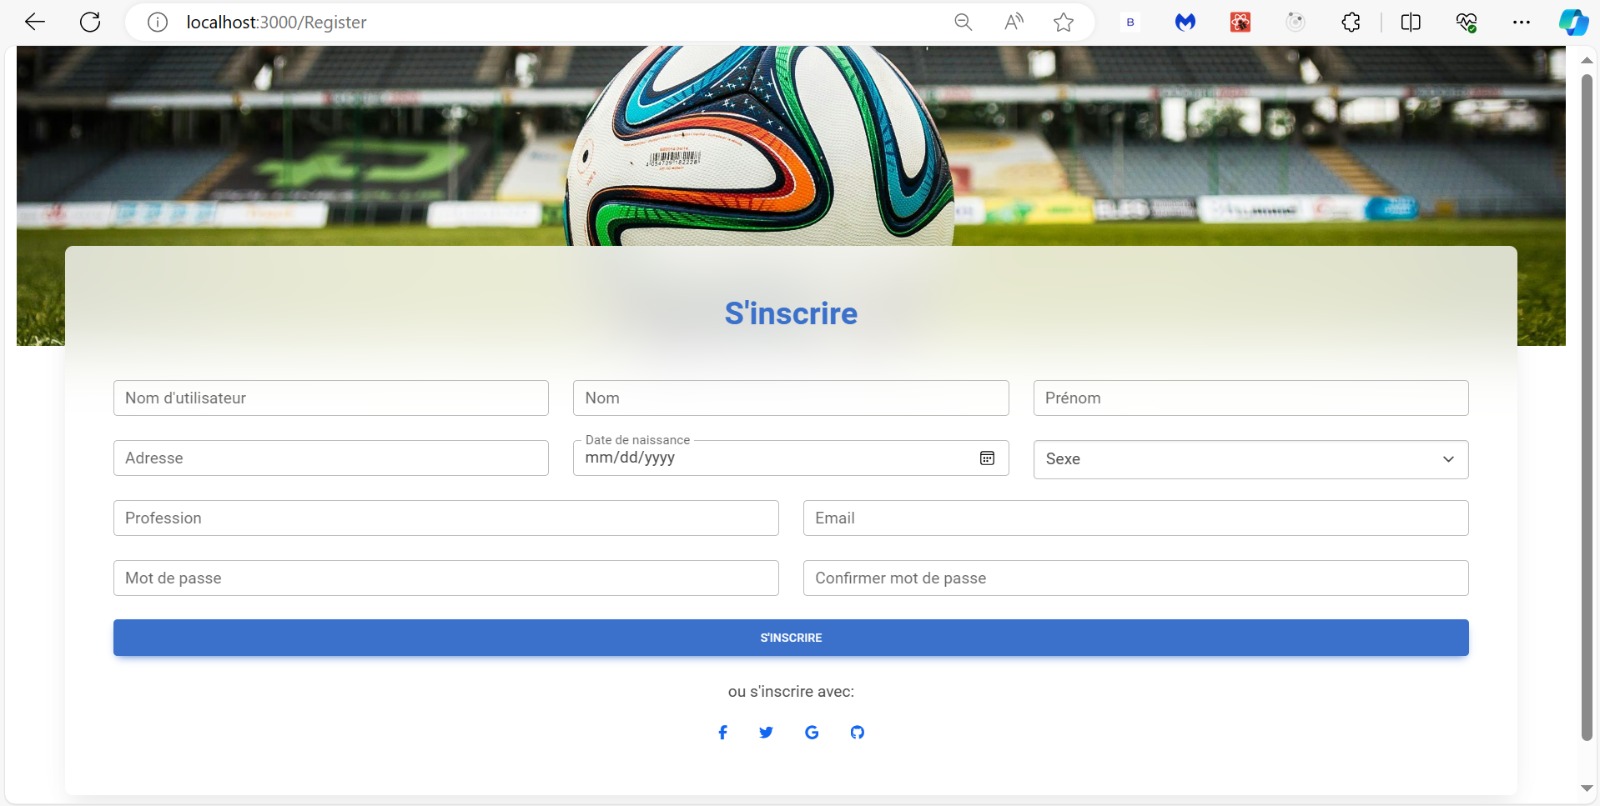 localhost:3000/Register
B
S'inscrire
Nom d'utilisateur
Nom
Prénom
Adresse
Date de naissance
mm/dd/yyyy
Sexe
Profession
Email
Mot de passe
Confirmer mot de passe
S'INSCRIRE
ou s'inscrire avec: